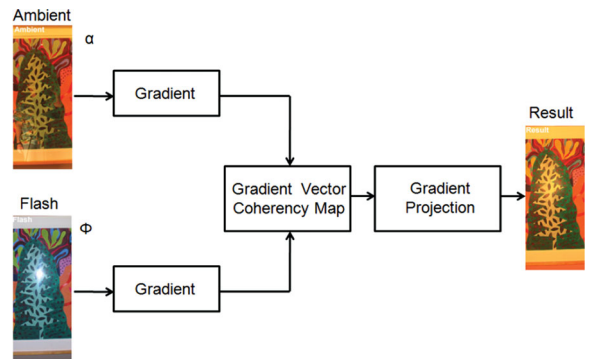 Ambient
Ambient
α
Gradient
Result
Result
Gradient Vector
Coherency Map
Gradient
Projection
Flash
Flash
Φ
Gradient